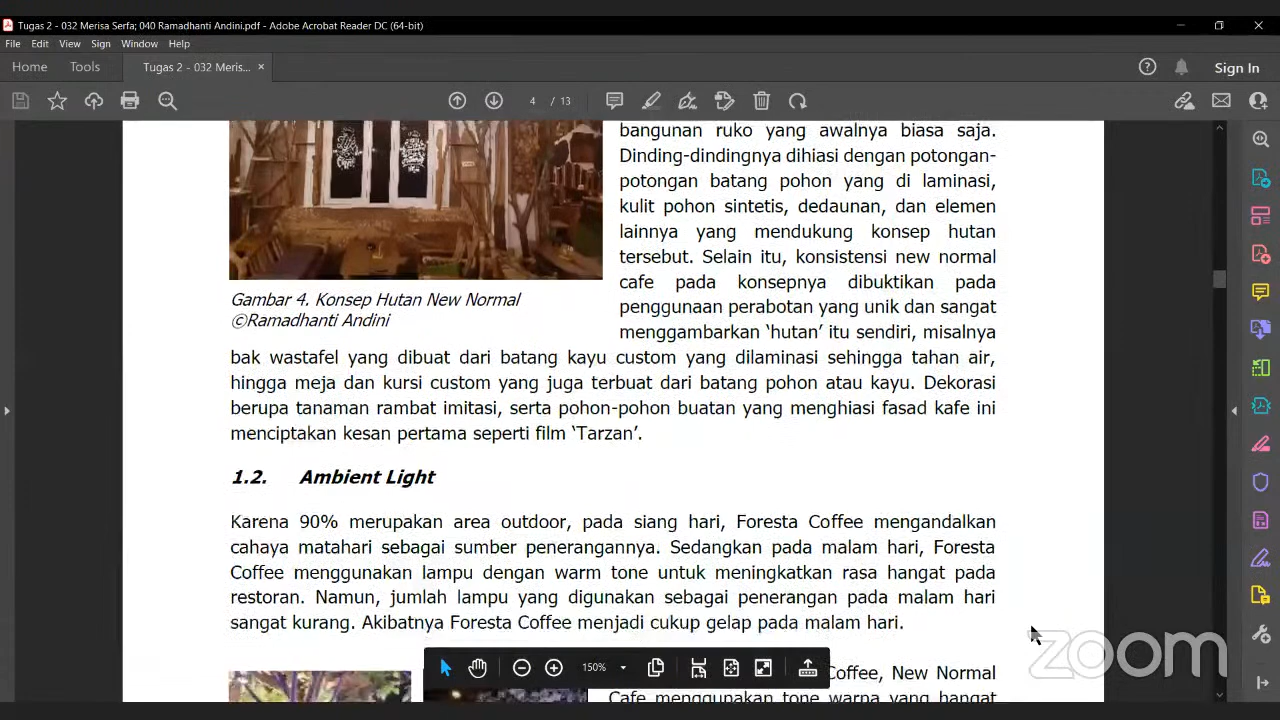 Tugas 2 - 032 Merisa Serfa; 040 Ramadhanti Andini.pdf - Adobe Acrobat Reader DC (64-bit)
File Edit View Sign Window Help
Home Tools Tugas 2 - 032 Meris... × Sign In
4 / 13
bangunan ruko yang awalnya biasa saja.
Dinding-dindingnya dihiasi dengan potongan-
potongan batang pohon yang di laminasi,
kulit pohon sintetis, dedaunan, dan elemen
lainnya yang mendukung konsep hutan
tersebut. Selain itu, konsistensi new normal
cafe pada konsepnya dibuktikan pada
penggunaan perabotan yang unik dan sangat
menggambarkan ‘hutan’ itu sendiri, misalnya
Gambar 4. Konsep Hutan New Normal
©Ramadhanti Andini
bak wastafel yang dibuat dari batang kayu custom yang dilaminasi sehingga tahan air,
hingga meja dan kursi custom yang juga terbuat dari batang pohon atau kayu. Dekorasi
berupa tanaman rambat imitasi, serta pohon-pohon buatan yang menghiasi fasad kafe ini
menciptakan kesan pertama seperti film ‘Tarzan’.
1.2. Ambient Light
Karena 90% merupakan area outdoor, pada siang hari, Foresta Coffee mengandalkan
cahaya matahari sebagai sumber penerangannya. Sedangkan pada malam hari, Foresta
Coffee menggunakan lampu dengan warm tone untuk meningkatkan rasa hangat pada
restoran. Namun, jumlah lampu yang digunakan sebagai penerangan pada malam hari
sangat kurang. Akibatnya Foresta Coffee menjadi cukup gelap pada malam hari.
150%
Coffee, New Normal
Cafe menggunakan tone warna yang hangat
zoom